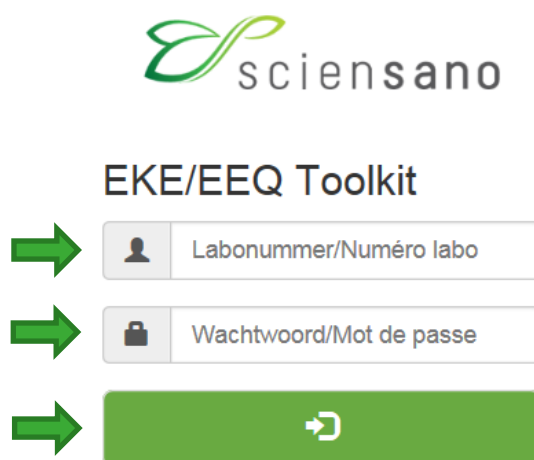 sciensano
EKE/EEQ Toolkit
Labonummer/Numéro labo
Wachtwoord/Mot de passe